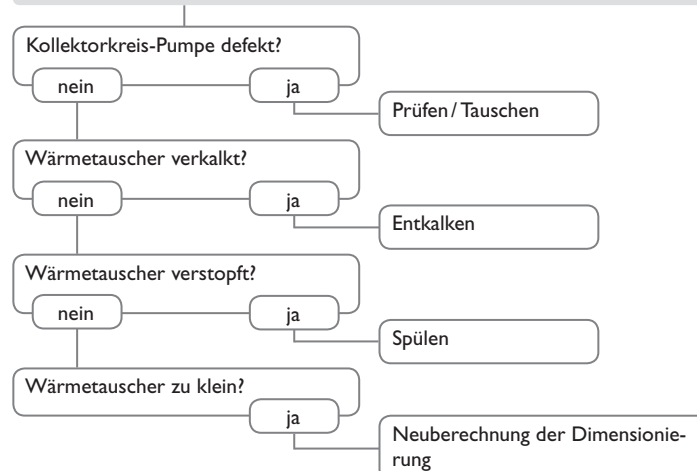 Kollektorkreis-Pumpe defekt?
nein
ja
Prüfen / Tauschen
Wärmetauscher verkalkt?
nein
ja
Entkalken
Wärmetauscher verstopft?
nein
ja
Spülen
Wärmetauscher zu klein?
ja
Neuberechnung der Dimensionie-
rung